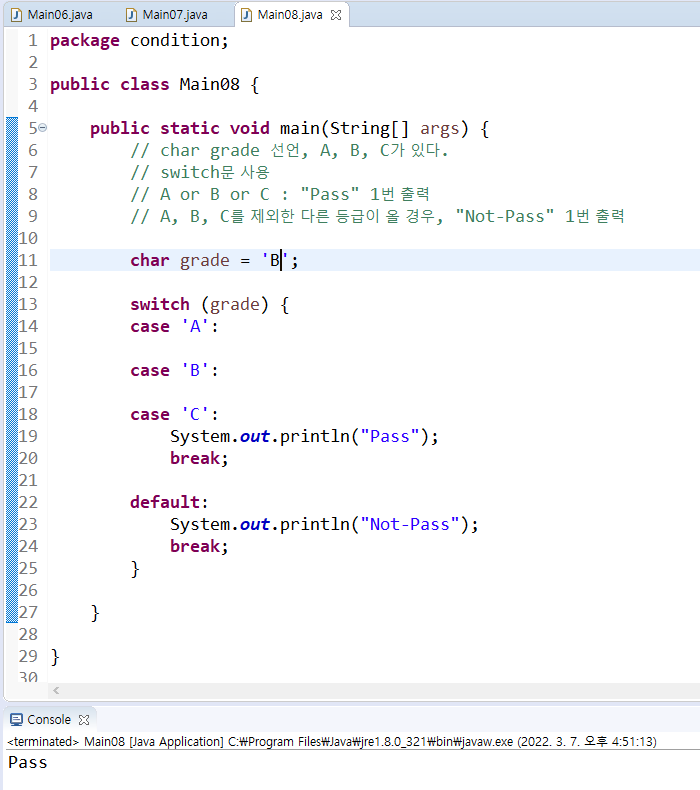 Main06.java Main07.java Main08.java
1 package condition;
2
3 public class Main08 {
4
5 public static void main(String[] args) {
6 // char grade 선언, A, B, C가 있다.
7 // switch문 사용
8 // A or B or C : "Pass" 1번 출력
9 // A, B, C를 제외한 다른 등급이 올 경우, "Not-Pass" 1번 출력
10
11 char grade = 'B';
12
13 switch (grade) {
14 case 'A':
15
16 case 'B':
17
18 case 'C':
19 System.out.println("Pass");
20 break;
21
22 default:
23 System.out.println("Not-Pass");
24 break;
25 }
26
27 }
28
29 }
30
Console
<terminated> Main08 [Java Application] C:₩Program Files₩Java₩jre1.8.0_321₩bin₩javaw.exe (2022. 3. 7. 오후 4:51:13)
Pass